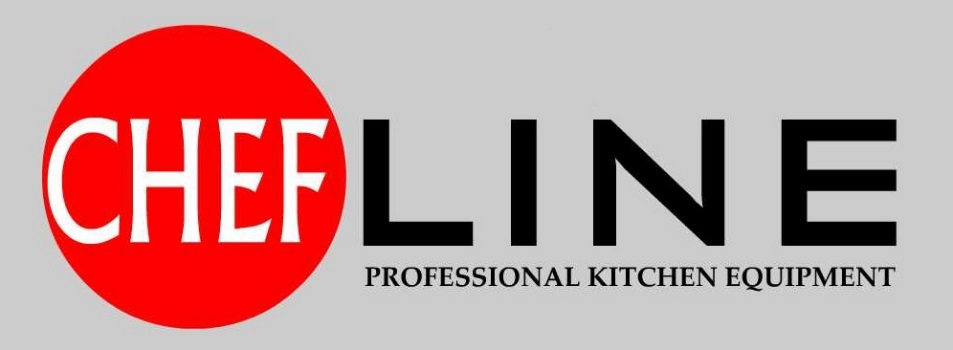 CHEFLINE
PROFESSIONAL KITCHEN EQUIPMENT